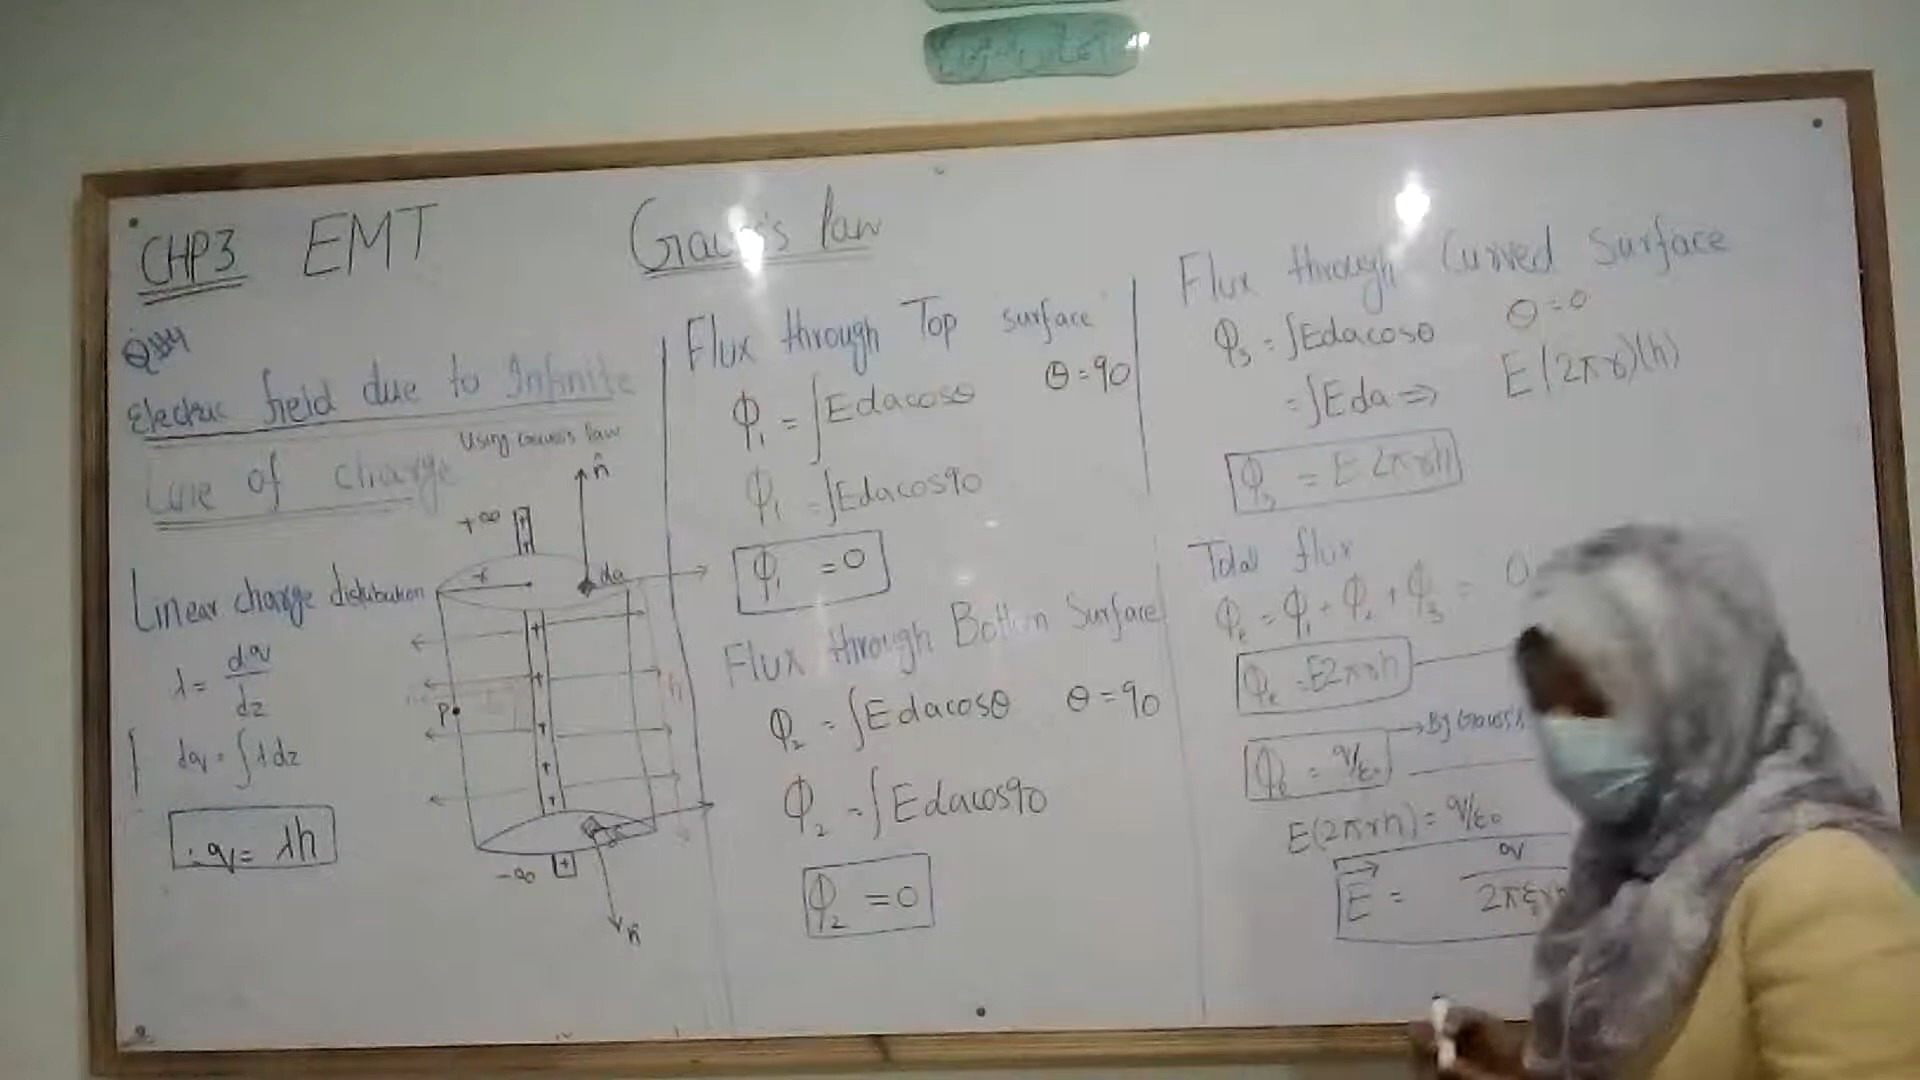 CHP3 EMT
Gauss's law
Electric field due to Infinite
Line of charge
Using Gauss's law
Linear charge distribution
λ = dq/dz
dq = ∫λdz
∴ q = λh
+∞
n̂
r
da
+
+
+
+
+
P
h
-∞
+
n̂
Flux through Top surface
θ = 90
Φ₁ = ∫Edacosθ
Φ₁ = ∫Edacos90
Φ₁ = 0
Flux through Bottom Surface
Φ₂ = ∫Edacosθ θ = 90
Φ₂ = ∫Edacos90
Φ₂ = 0
Flux through Curved Surface
Φ₃ = ∫Edacosθ θ = 0
= ∫Eda ⇒ E(2πr)(h)
Φ₃ = E2πrh
Total flux
Φₑ = Φ₁ + Φ₂ + Φ₃ = 0
Φₑ = E2πrh
Φₑ = q/ε₀ → By Gauss's
E(2πrh) = q/ε₀
E⃗ = q/2πε₀rh